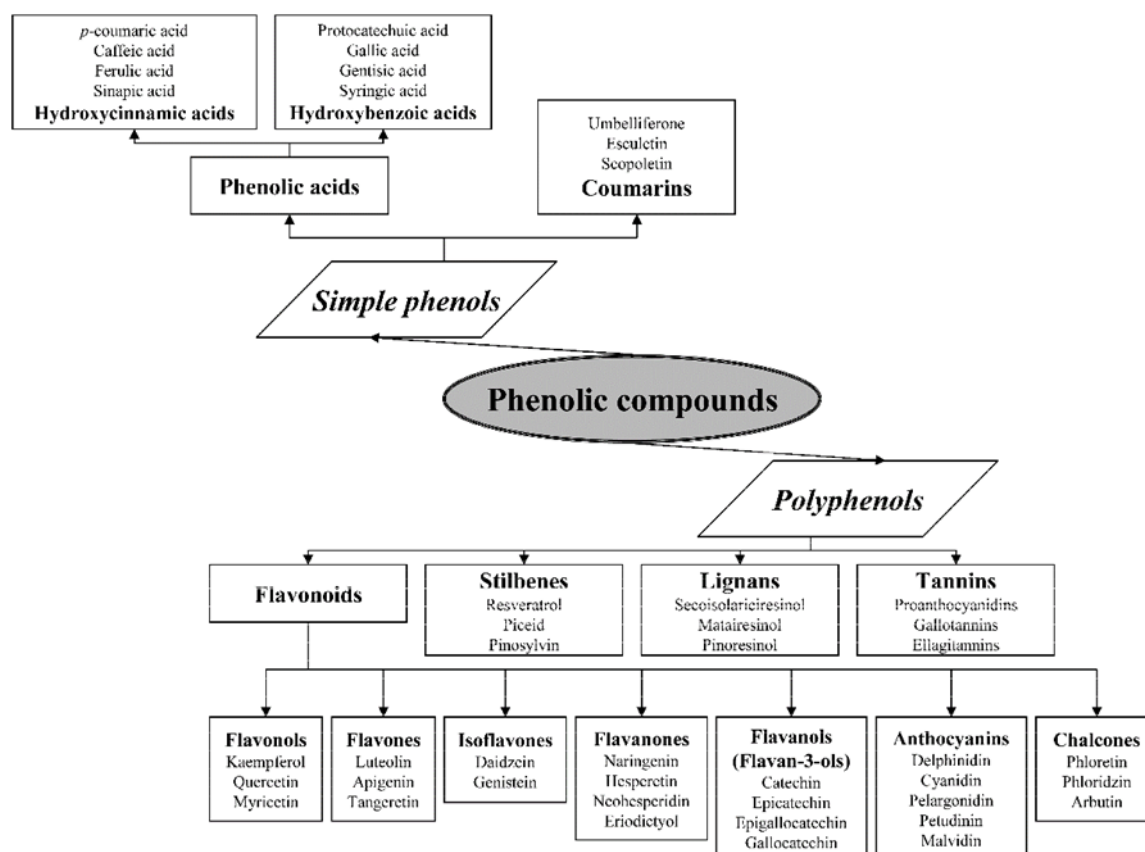 p-coumaric acid
Caffeic acid
Ferulic acid
Sinapic acid
Hydroxycinnamic acids
Protocatechuic acid
Gallic acid
Gentisic acid
Syringic acid
Hydroxybenzoic acids
Umbelliferone
Esculctin
Scopoletin
Coumarins
Phenolic acids
Simple phenols
Phenolic compounds
Polyphenols
Flavonoids
Stilbenes
Resveratrol
Piceid
Pinosylvin
Lignans
Secoisolariciresinol
Matairesinol
Pinoresinol
Tannins
Proanthocyanidins
Gallotannins
Ellagitannins
Flavonols
Kaempferol
Quercetin
Myricetin
Flavones
Luteolin
Apigenin
Tangeretin
Isoflavones
Daidzein
Genistein
Flavanones
Naringenin
Hesperetin
Neohesperidin
Eriodictyol
Flavanols
(Flavan-3-ols)
Catechin
Epicatechin
Epigallocatechin
Gallocatechin
Anthocyanins
Delphinidin
Cyanidin
Pelargonidin
Petudinin
Malvidin
Chalcones
Phloretin
Phloridzin
Arbutin